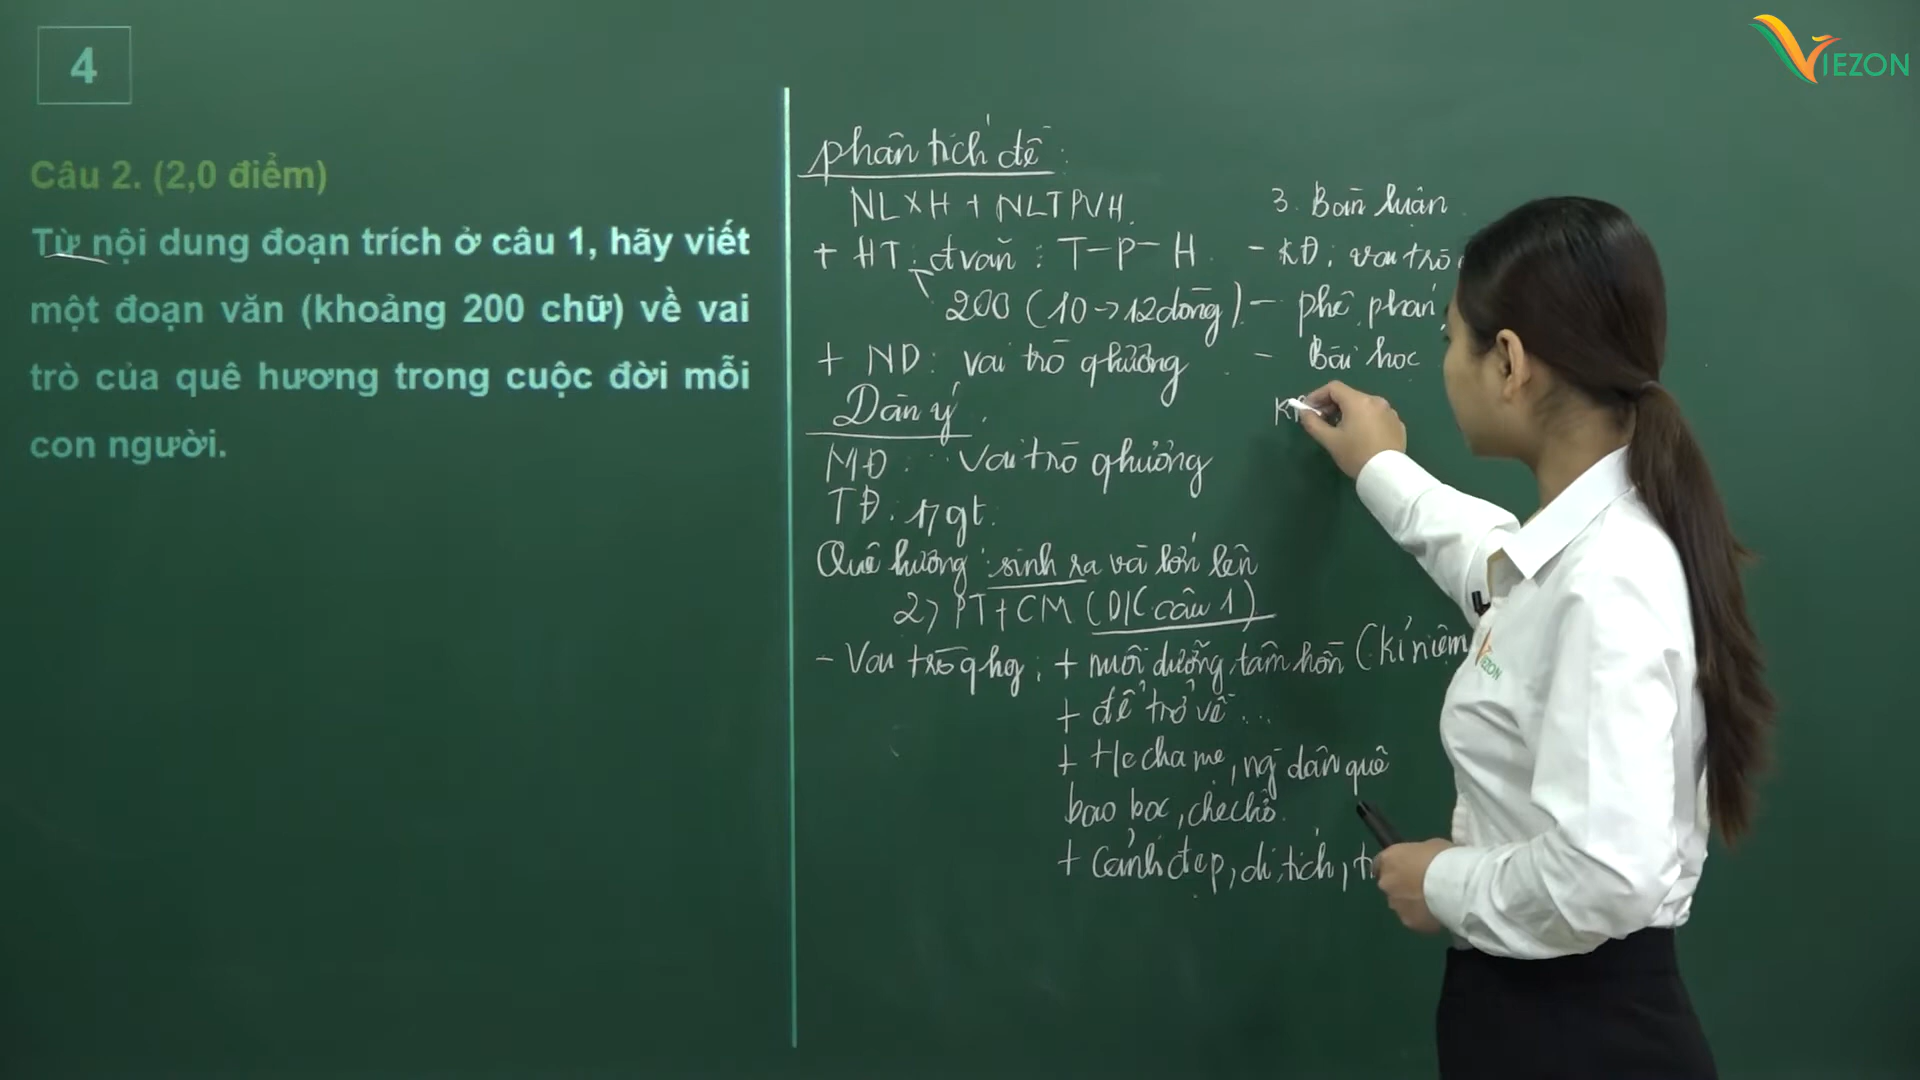 4
VIEZON
Câu 2. (2,0 điểm)
Từ nội dung đoạn trích ở câu 1, hãy viết
một đoạn văn (khoảng 200 chữ) về vai
trò của quê hương trong cuộc đời mỗi
con người.
phân tích đề:
NLXH + NLTPVH.
+ HT: đvăn: T-P-H.
200 (10→12 dòng).
+ ND: vai trò qhương
Dàn ý.
MĐ: vai trò qhương
TĐ. 1, gt.
Quê hương: sinh ra và lớn lên
2, PT+CM (D/C câu 1)
- Vai trò qhg: + nuôi dưỡng tâm hồn (kỉ niệm
+ để trở về...
+ cha mẹ, ng dân quê
bao bọc, che chở.
+ cảnh đẹp, di tích,
3. Bàn luận
- KĐ: vai trò
- phê phán,
- Bài học
VIEZON